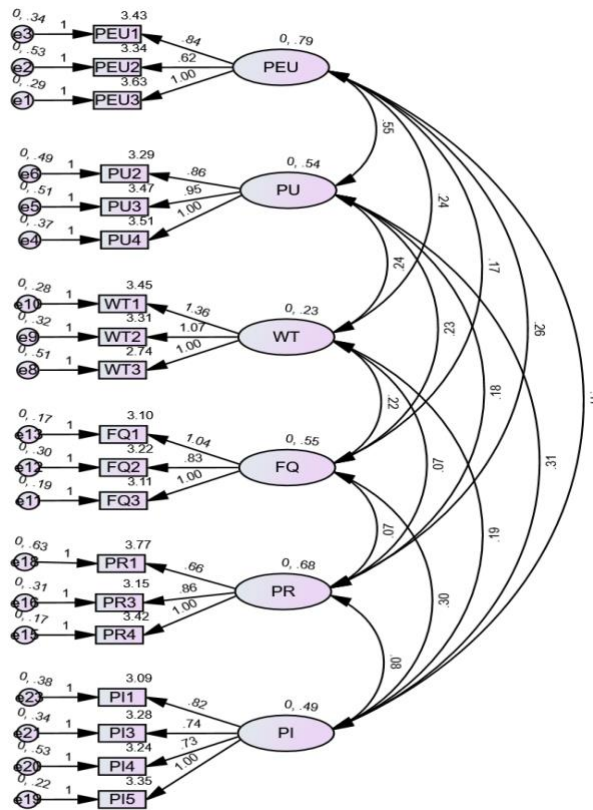 0, .34
e3 1 3.43 PEU1 .84
0, .53
e2 1 3.34 PEU2 .62
0, .29
e1 1 3.63 PEU3 1.00
0, .79
PEU
0, .49
e6 1 3.29 PU2 .86
0, .51
e5 1 3.47 PU3 .95
0, .37
e4 1 3.51 PU4 1.00
0, .54
PU
0, .28
e10 1 3.45 WT1 1.36
0, .32
e9 1 3.31 WT2 1.07
0, .51
e8 1 2.74 WT3 1.00
0, .23
WT
0, .17
e13 1 3.10 FQ1 1.04
0, .30
e12 1 3.22 FQ2 .83
0, .19
e11 1 3.11 FQ3 1.00
0, .55
FQ
0, .63
e18 1 3.77 PR1 .66
0, .31
e16 1 3.15 PR3 .86
0, .17
e15 1 3.42 PR4 1.00
0, .68
PR
0, .38
e23 1 3.09 PI1 .82
0, .34
e21 1 3.28 PI3 .74
0, .53
e20 1 3.24 PI4 .73
0, .22
e19 1 3.35 PI5 1.00
0, .49
PI
.55
.24
.17
.26
.24
.23
.18
.31
.22
.07
.19
.07
.30
.08